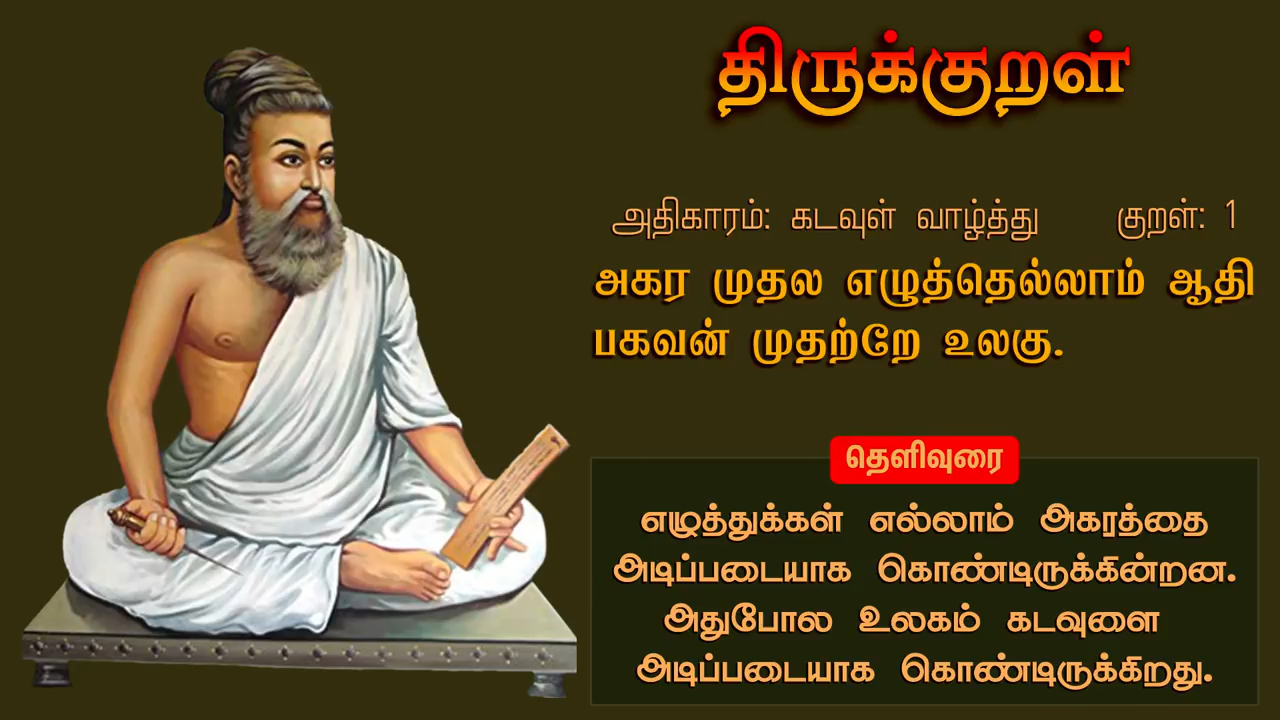 திருக்குறள்
அதிகாரம்: கடவுள் வாழ்த்து குறள்: 1
அகர முதல எழுத்தெல்லாம் ஆதி
பகவன் முதற்றே உலகு.
தெளிவுரை
எழுத்துக்கள் எல்லாம் அகரத்தை
அடிப்படையாக கொண்டிருக்கின்றன.
அதுபோல உலகம் கடவுளை
அடிப்படையாக கொண்டிருக்கிறது.